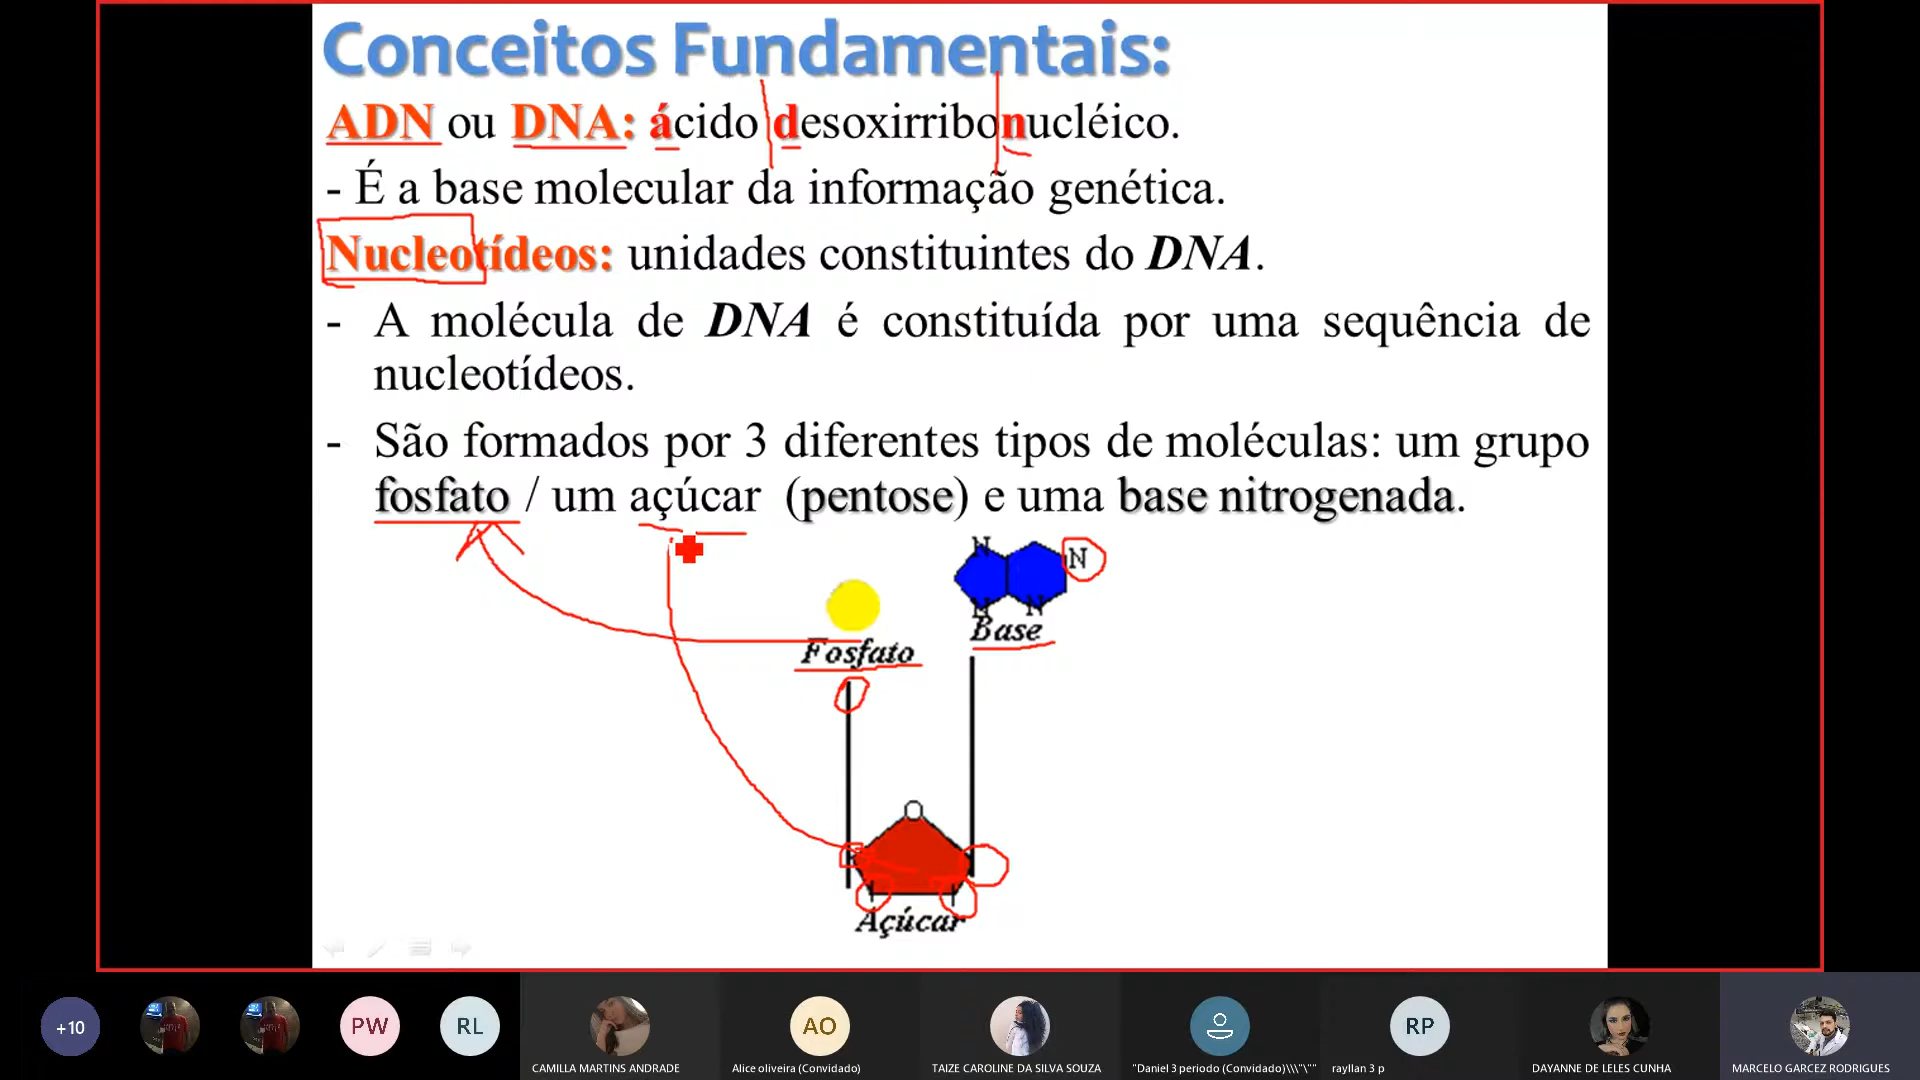 Conceitos Fundamentais:
ADN ou DNA: ácido desoxirribonucléico.
- É a base molecular da informação genética.
Nucleotídeos: unidades constituintes do DNA.
- A molécula de DNA é constituída por uma sequência de
nucleotídeos.
- São formados por 3 diferentes tipos de moléculas: um grupo
fosfato / um açúcar (pentose) e uma base nitrogenada.
N
N
N
Base
Fosfato
Açúcar
+10
PW
RL
CAMILLA MARTINS ANDRADE
AO
Alice oliveira (Convidado)
TAIZE CAROLINE DA SILVA SOUZA
"Daniel 3 periodo (Convidado)\\\"\""
RP
rayllan 3 p
DAYANNE DE LELES CUNHA
MARCELO GARCEZ RODRIGUES